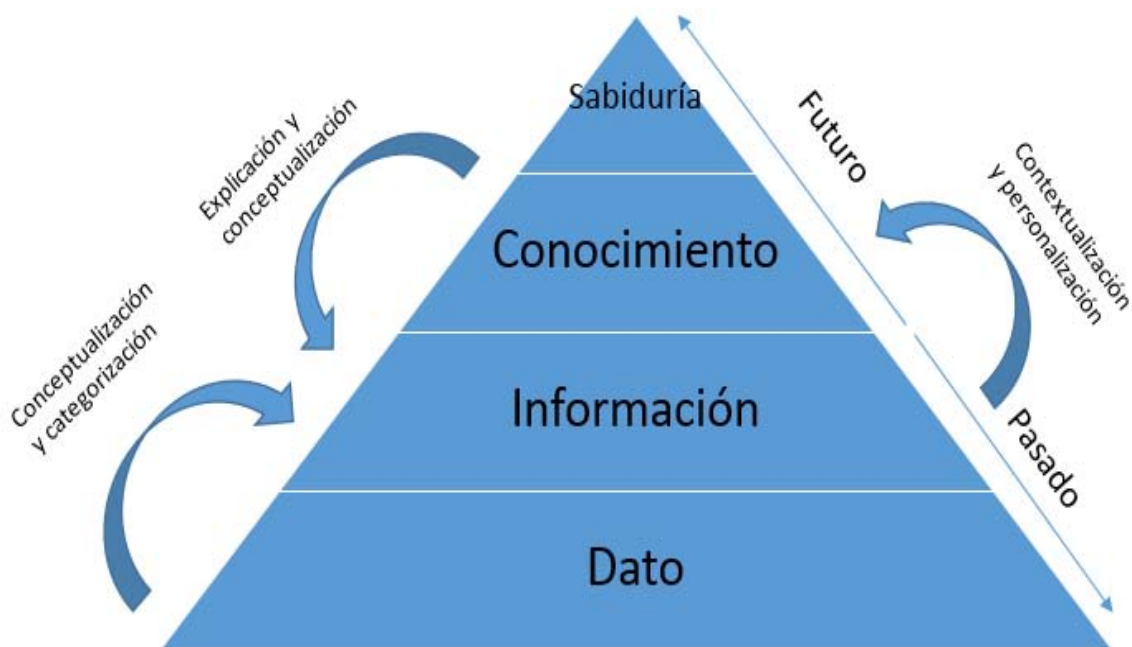 Sabiduría
Conocimiento
Información
Dato
Explicación y
conceptualización
Conceptualización
y categorización
Futuro
Pasado
Contextualización
y personalización